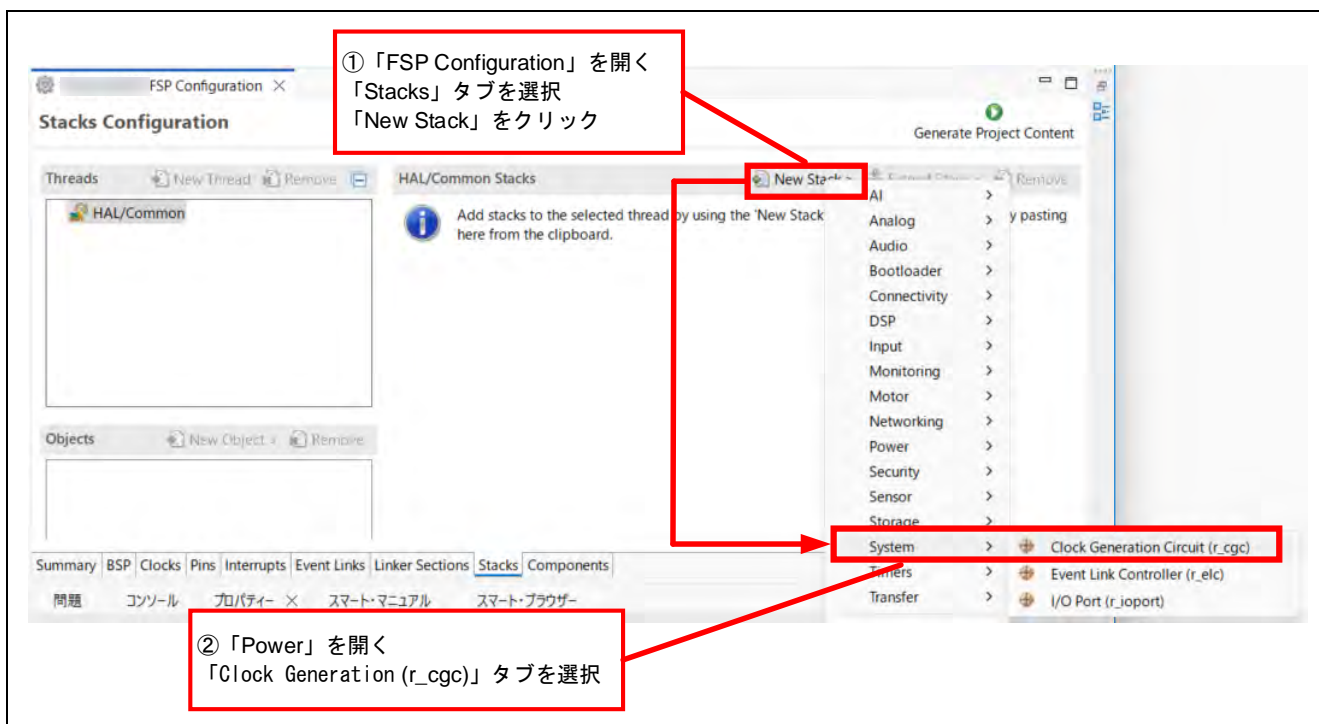 ①「FSP Configuration」を開く
「Stacks」タブを選択
「New Stack」をクリック
FSP Configuration ×
Stacks Configuration
Generate Project Content
Threads New Thread Remove
HAL/Common Stacks New Stack > Remove
HAL/Common
Add stacks to the selected thread by using the 'New Stack y pasting
here from the clipboard.
AI >
Analog >
Audio >
Bootloader >
Connectivity >
DSP >
Input >
Monitoring >
Motor >
Networking >
Power >
Security >
Sensor >
Storage >
System > Clock Generation Circuit (r_cgc)
Timers > Event Link Controller (r_elc)
Transfer > I/O Port (r_ioport)
Objects New Object > Remove
Summary BSP Clocks Pins Interrupts Event Links Linker Sections Stacks Components
問題 コンソール プロパティー × スマート・マニュアル スマート・ブラウザー
②「Power」を開く
「Clock Generation (r_cgc)」タブを選択